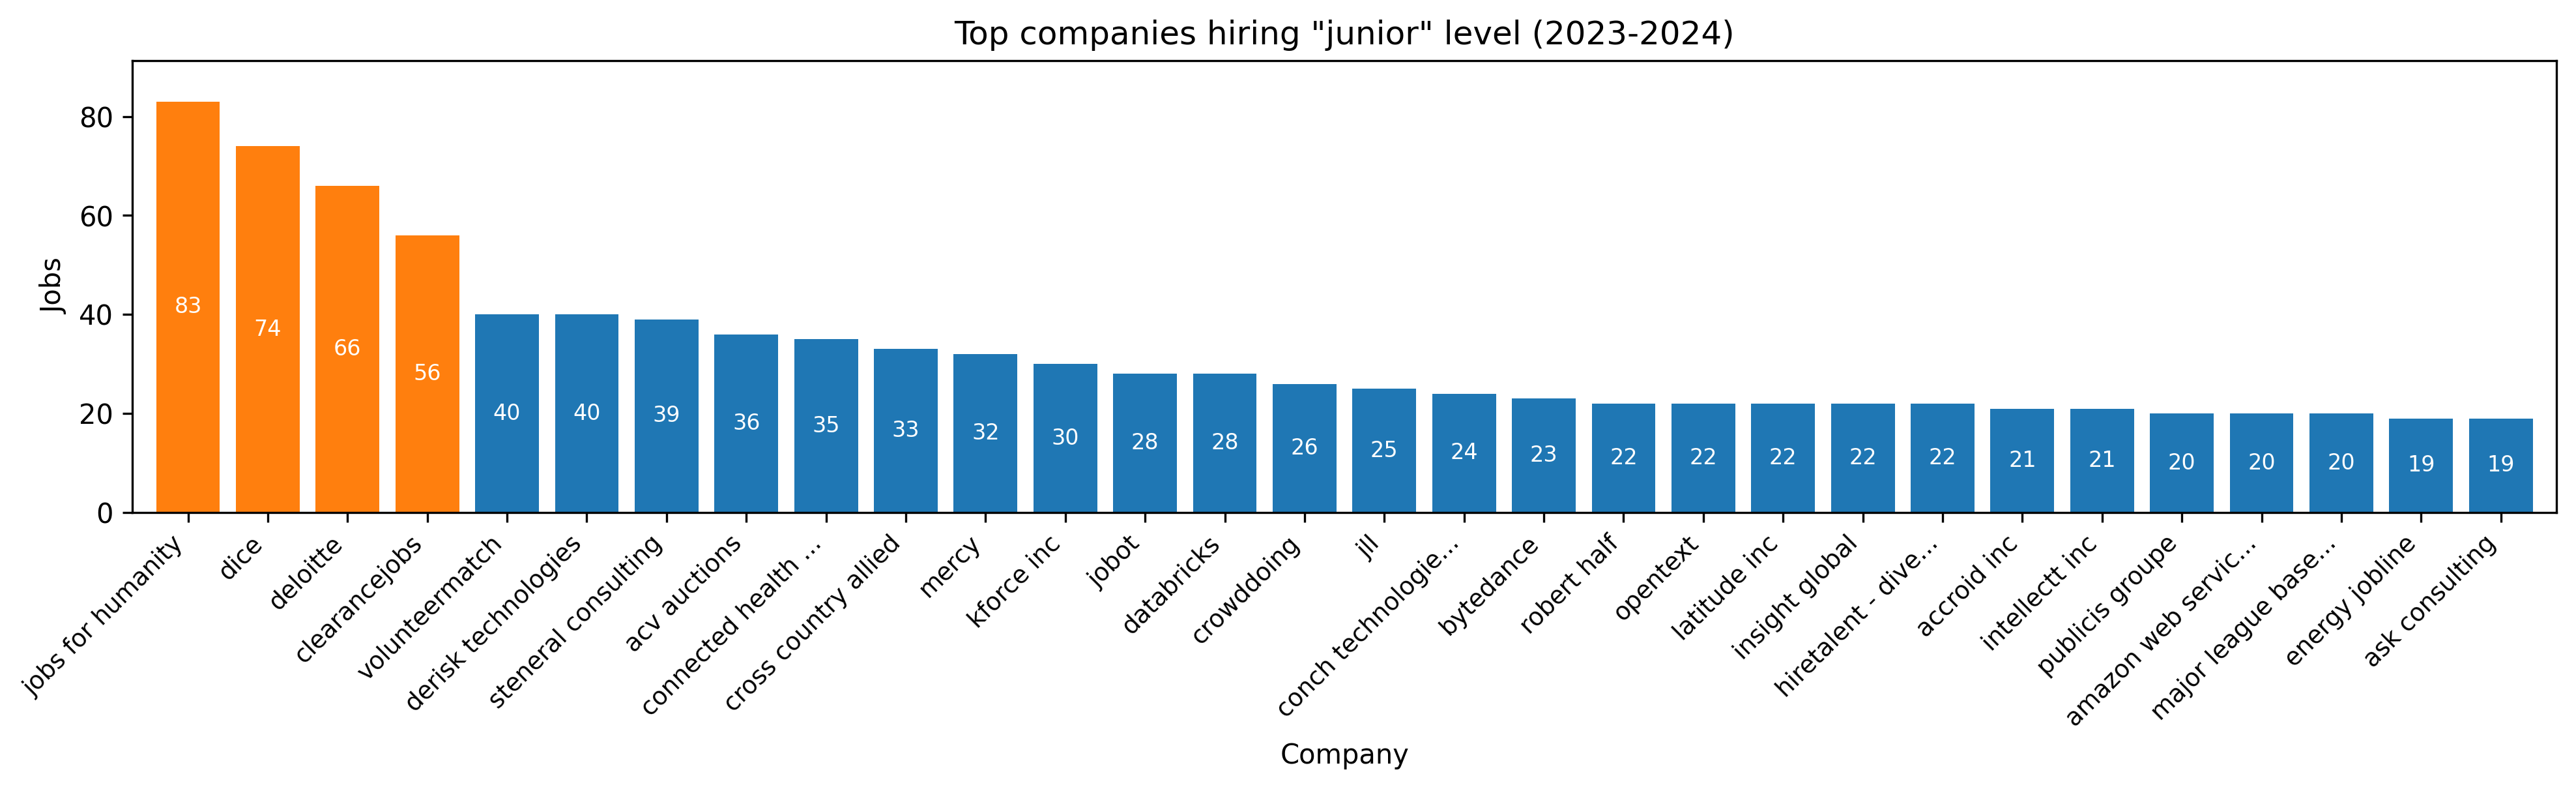 Top companies hiring "junior" level (2023-2024)
Jobs
80
60
40
20
0
83
74
66
56
40
40
39
36
35
33
32
30
28
28
26
25
24
23
22
22
22
22
22
21
21
20
20
20
19
19
jobs for humanity
dice
deloitte
clearancejobs
volunteermatch
derisk technologies
steneral consulting
acv auctions
connected health ...
cross country allied
mercy
kforce inc
jobot
databricks
crowddoing
jll
conch technologie...
bytedance
robert half
opentext
latitude inc
insight global
hiretalent - dive...
accroid inc
intellectt inc
publicis groupe
amazon web servic...
major league base...
energy jobline
ask consulting
Company